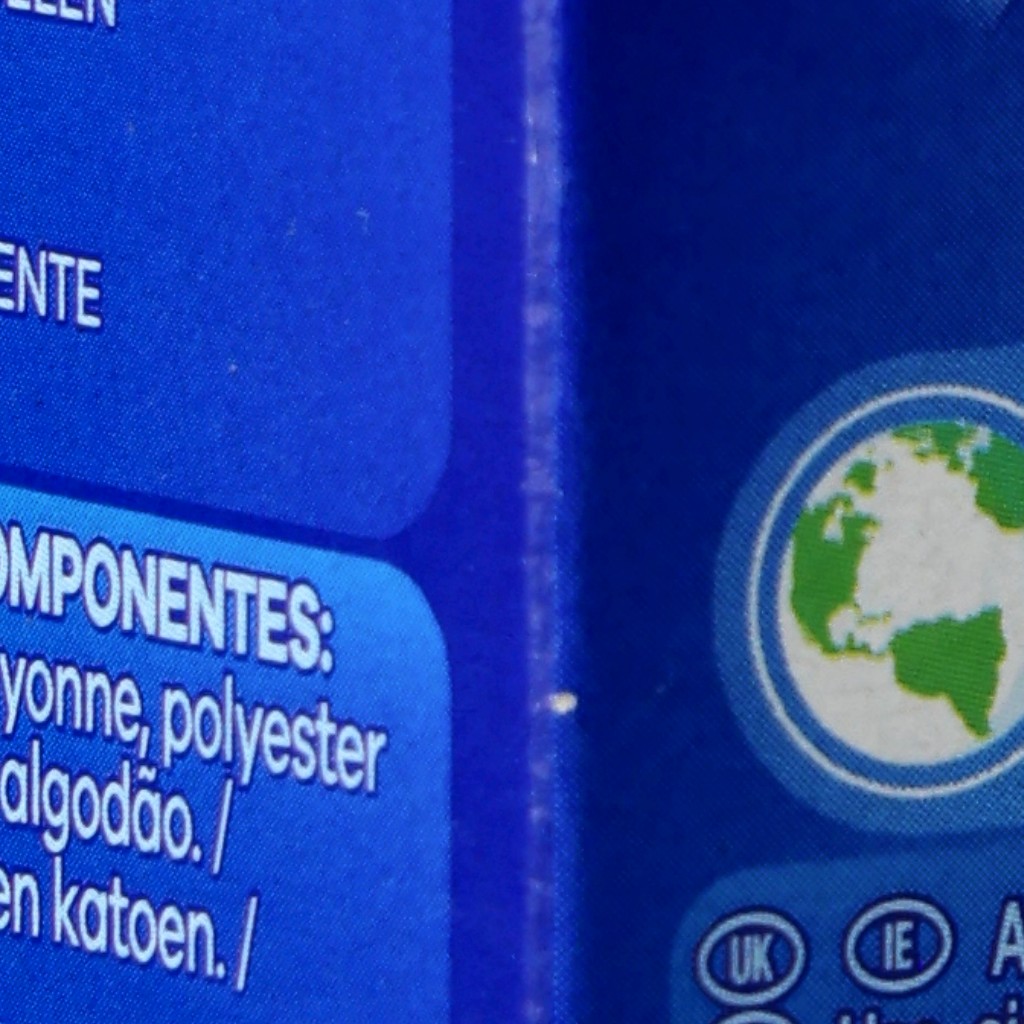 ENTE
OMPONENTES:
yonne, polyester
algodão. /
en katoen. /
UK IE A